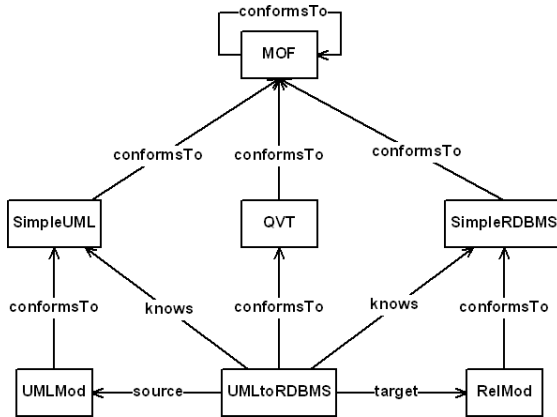 conformsTo
MOF
conformsTo
conformsTo
conformsTo
SimpleUML
QVT
SimpleRDBMS
conformsTo
knows
conformsTo
knows
conformsTo
UMLMod
source
UMLtoRDBMS
target
RelMod